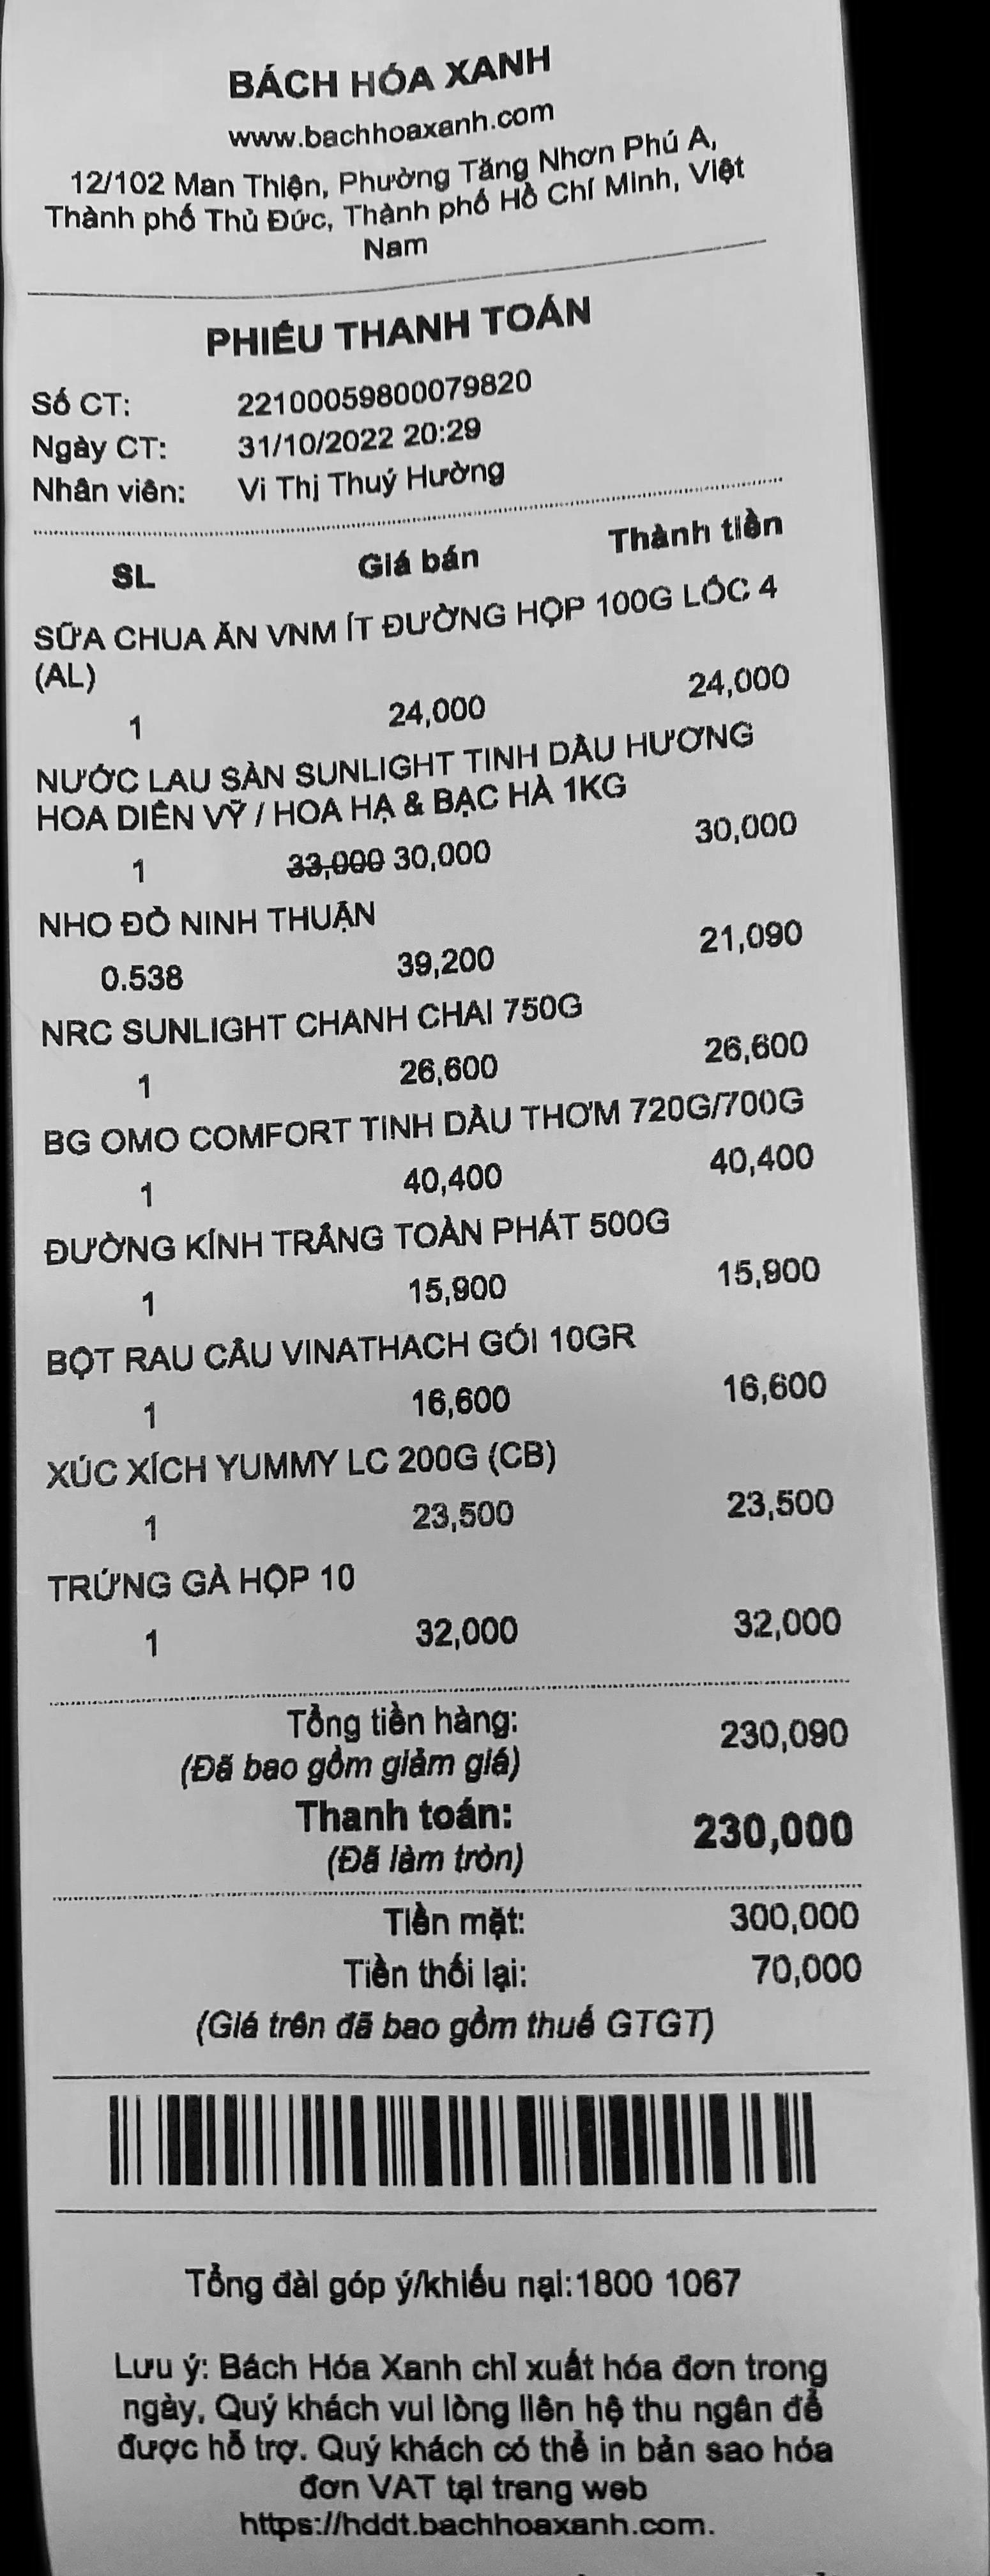 BÁCH HÓA XANH
www.bachhoaxanh.com
12/102 Man Thiện, Phường Tăng Nhơn Phú A,
Thành phố Thủ Đức, Thành phố Hồ Chí Minh, Việt
Nam
PHIẾU THANH TOÁN
Số CT: 22100059800079820
Ngày CT: 31/10/2022 20:29
Nhân viên: Vi Thị Thuý Hường
SL Giá bán Thành tiền
SỮA CHUA ĂN VNM ÍT ĐƯỜNG HỘP 100G LỐC 4
(AL)
1 24,000 24,000
NƯỚC LAU SÀN SUNLIGHT TINH DẦU HƯƠNG
HOA DIÊN VỸ / HOA HẠ & BẠC HÀ 1KG
1 33,000 30,000 30,000
NHO ĐỎ NINH THUẬN
0.538 39,200 21,090
NRC SUNLIGHT CHANH CHAI 750G
1 26,600 26,600
BG OMO COMFORT TINH DẦU THƠM 720G/700G
1 40,400 40,400
ĐƯỜNG KÍNH TRẮNG TOÀN PHÁT 500G
1 15,900 15,900
BỘT RAU CÂU VINATHACH GÓI 10GR
1 16,600 16,600
XÚC XÍCH YUMMY LC 200G (CB)
1 23,500 23,500
TRỨNG GÀ HỘP 10
1 32,000 32,000
Tổng tiền hàng: 230,090
(Đã bao gồm giảm giá)
Thanh toán: 230,000
(Đã làm tròn)
Tiền mặt: 300,000
Tiền thối lại: 70,000
(Giá trên đã bao gồm thuế GTGT)
Tổng đài góp ý/khiếu nại:1800 1067
Lưu ý: Bách Hóa Xanh chỉ xuất hóa đơn trong
ngày, Quý khách vui lòng liên hệ thu ngân để
được hỗ trợ. Quý khách có thể in bản sao hóa
đơn VAT tại trang web
https://hddt.bachhoaxanh.com.